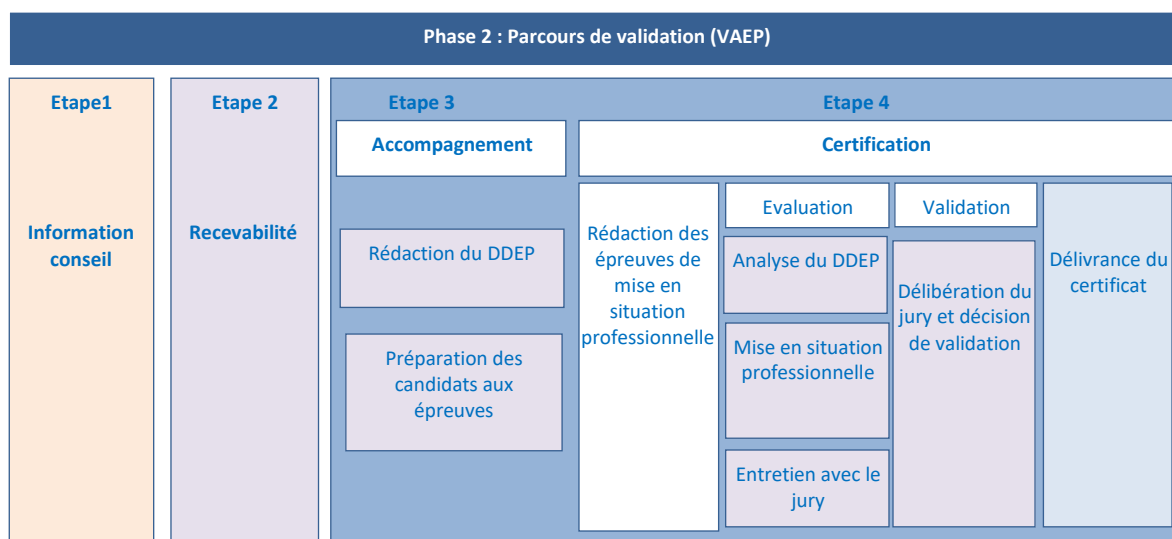 Phase 2 : Parcours de validation (VAEP)
Etape1
Information
conseil
Etape 2
Recevabilité
Etape 3
Accompagnement
Rédaction du DDEP
Préparation des
candidats aux
épreuves
Etape 4
Certification
Rédaction des
épreuves de
mise en
situation
professionnelle
Evaluation
Analyse du DDEP
Mise en situation
professionnelle
Entretien avec le
jury
Validation
Délibération du
jury et décision
de validation
Délivrance du
certificat